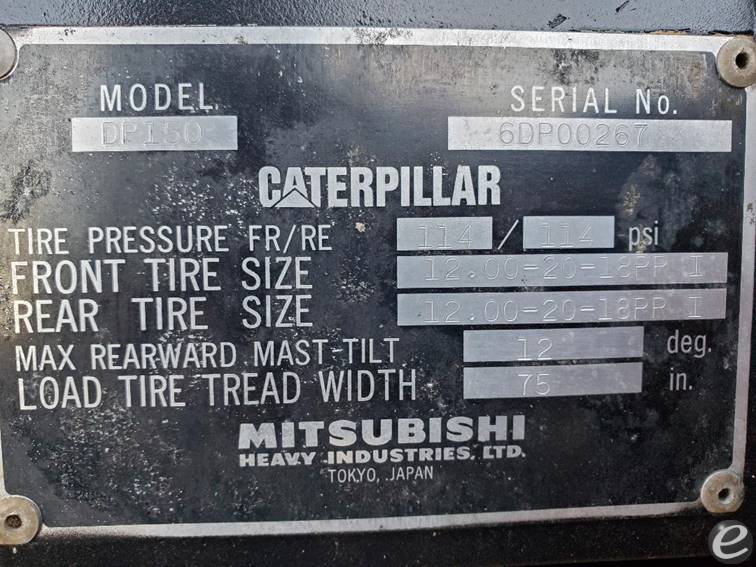 MODEL
DP150
SERIAL No.
6DP00267
CATERPILLAR
TIRE PRESSURE FR/RE 114 / 114 psi
FRONT TIRE SIZE 12.00-20-18PR I
REAR TIRE SIZE 12.00-20-18PR I
MAX REARWARD MAST-TILT 12 deg.
LOAD TIRE TREAD WIDTH 75 in.
MITSUBISHI
HEAVY INDUSTRIES, LTD.
TOKYO, JAPAN
e